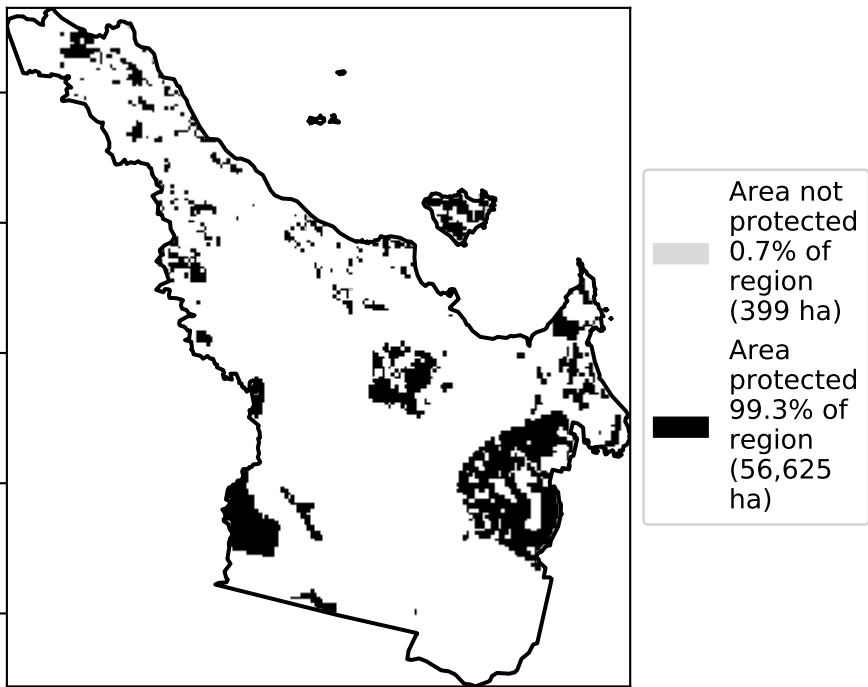 Area not
protected
0.7% of
region
(399 ha)
Area
protected
99.3% of
region
(56,625
ha)